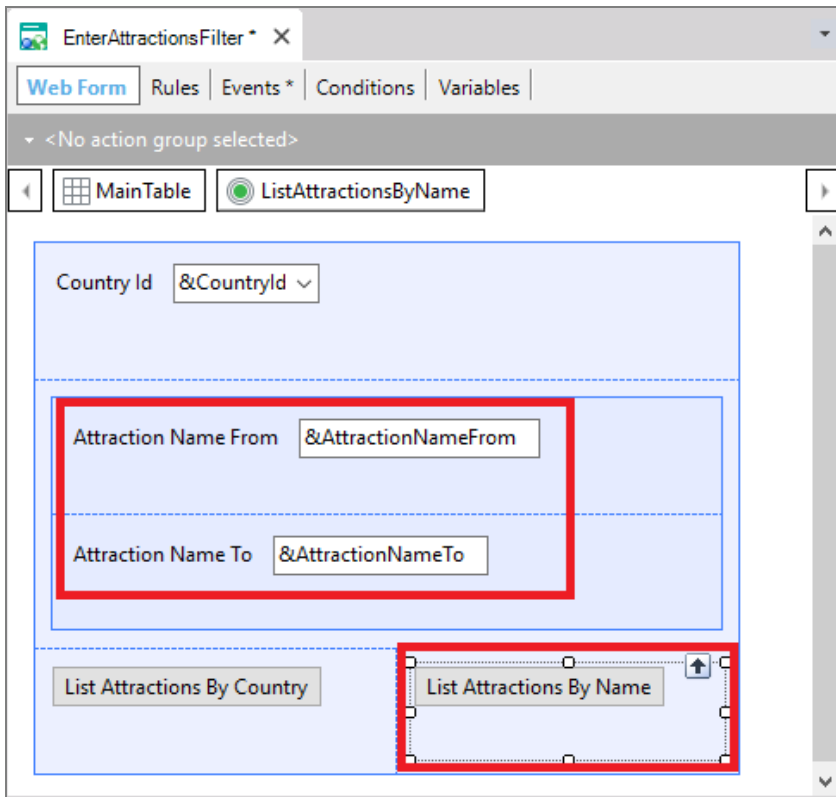 EnterAttractionsFilter *
Web Form Rules Events * Conditions Variables
<No action group selected>
MainTable ListAttractionsByName
Country Id &CountryId
Attraction Name From &AttractionNameFrom
Attraction Name To &AttractionNameTo
List Attractions By Country List Attractions By Name